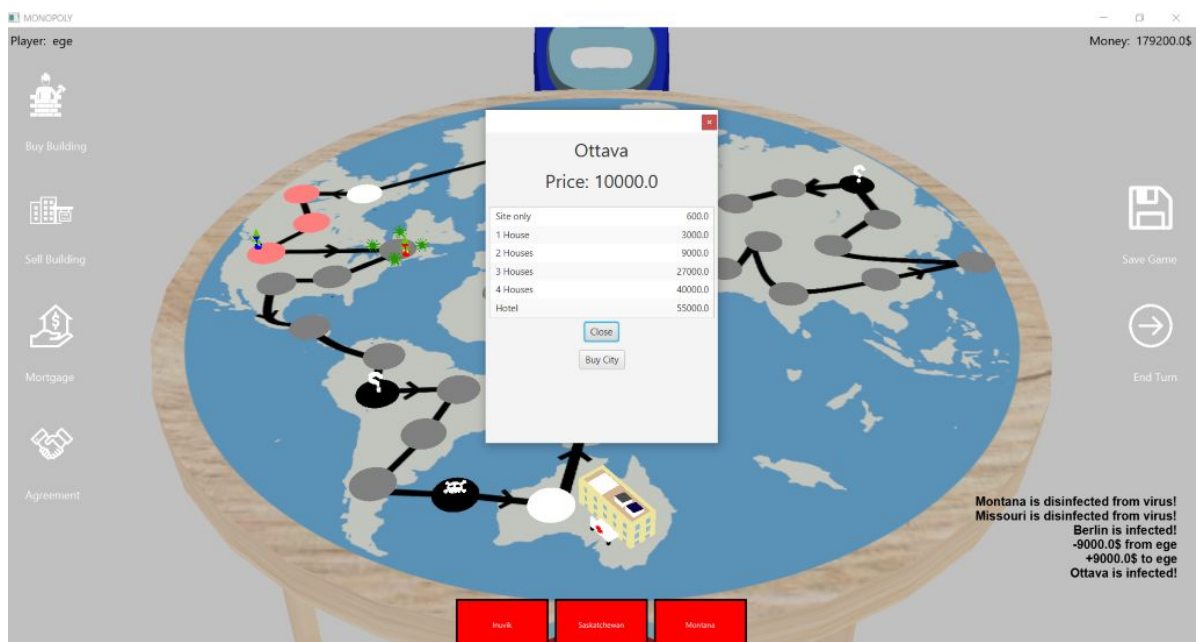 MONOPOLY
Player: ege
Money: 179200.0$
Buy Building
Sell Building
Mortgage
Agreement
Ottava
Price: 10000.0
Site only 600.0
1 House 3000.0
2 Houses 9000.0
3 Houses 27000.0
4 Houses 40000.0
Hotel 55000.0
Close
Buy City
?
?
Save Game
End Turn
Montana is disinfected from virus!
Missouri is disinfected from virus!
Berlin is infected!
-9000.0$ from ege
+9000.0$ to ege
Ottava is infected!
Inuvik
Saskatchewan
Montana